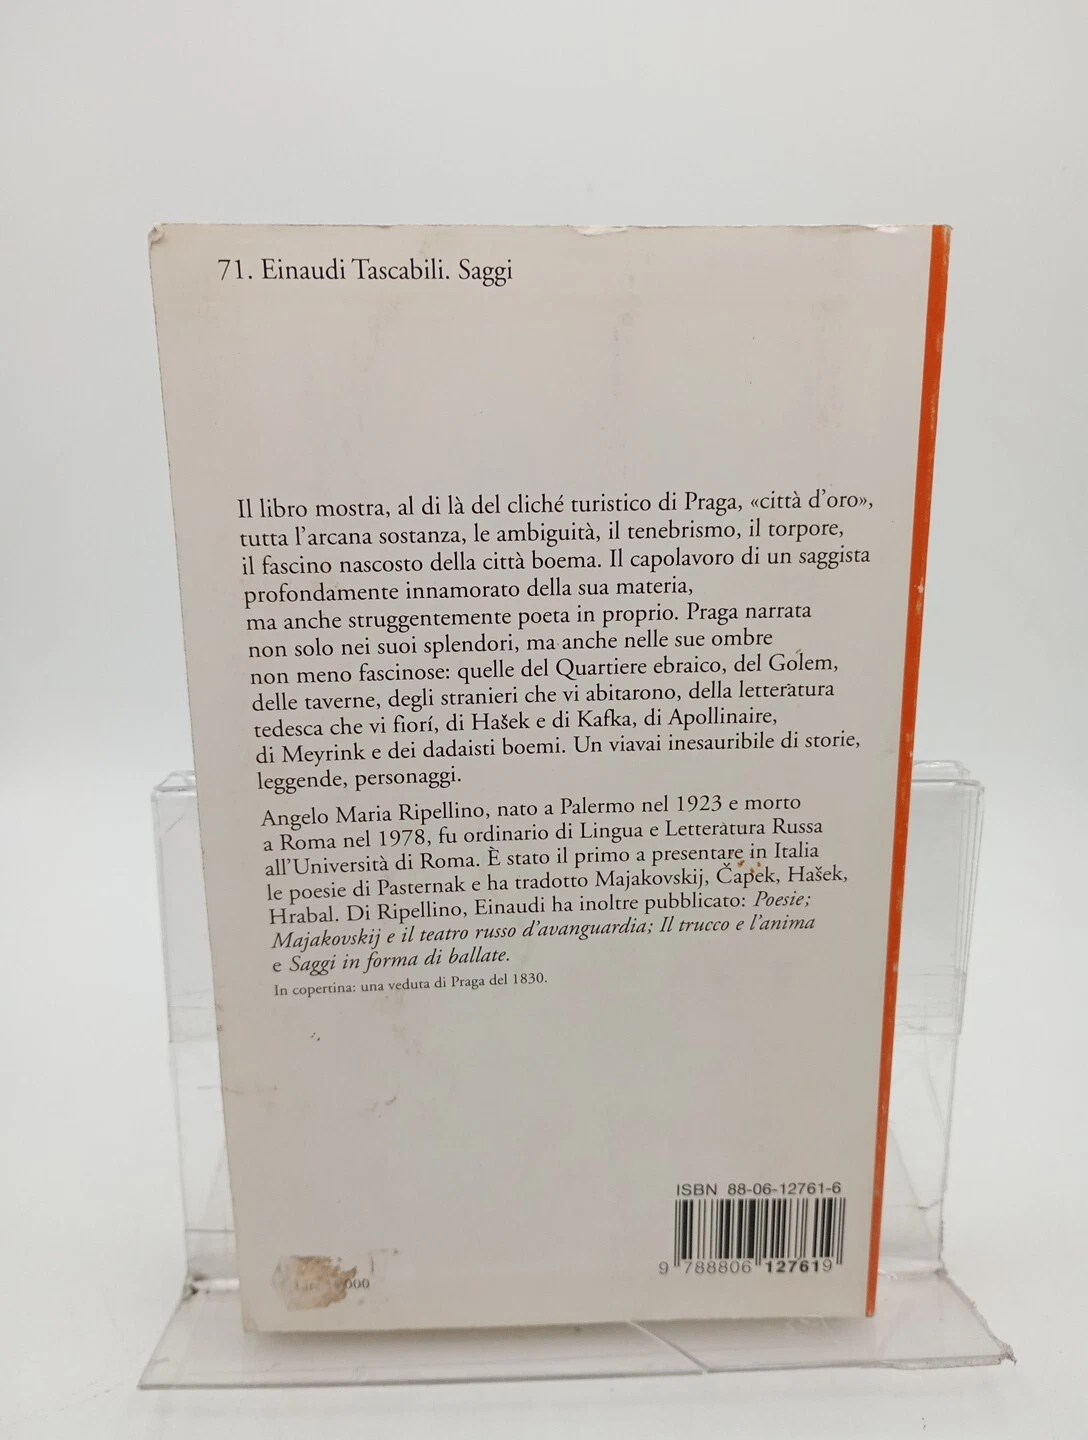 71. Einaudi Tascabili. Saggi
Il libro mostra, al di là del cliché turistico di Praga, «città d'oro»,
tutta l'arcana sostanza, le ambiguità, il tenebrismo, il torpore,
il fascino nascosto della città boema. Il capolavoro di un saggista
profondamente innamorato della sua materia,
ma anche struggentemente poeta in proprio. Praga narrata
non solo nei suoi splendori, ma anche nelle sue ombre
non meno fascinose: quelle del Quartiere ebraico, del Golem,
delle taverne, degli stranieri che vi abitarono, della letteratura
tedesca che vi fiorí, di Hašek e di Kafka, di Apollinaire,
di Meyrink e dei dadaisti boemi. Un viavai inesauribile di storie,
leggende, personaggi.
Angelo Maria Ripellino, nato a Palermo nel 1923 e morto
a Roma nel 1978, fu ordinario di Lingua e Letteratura Russa
all'Università di Roma. È stato il primo a presentare in Italia
le poesie di Pasternak e ha tradotto Majakovskij, Čapek, Hašek,
Hrabal. Di Ripellino, Einaudi ha inoltre pubblicato: Poesie;
Majakovskij e il teatro russo d'avanguardia; Il trucco e l'anima
e Saggi in forma di ballate.
In copertina: una veduta di Praga del 1830.
ISBN 88-06-12761-6
9 788806 127619
000